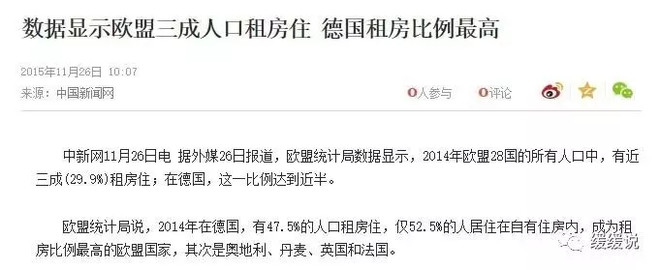 数据显示欧盟三成人口租房住 德国租房比例最高
2015年11月26日 10:07
来源：中国新闻网 0人参与 0评论
中新网11月26日电 据外媒26日报道，欧盟统计局数据显示，2014年欧盟28国的所有人口中，有近
三成(29.9%)租房住；在德国，这一比例达到近半。
欧盟统计局说，2014年在德国，有47.5%的人口租房住，仅52.5%的人居住在自有住房内，成为租
房比例最高的欧盟国家，其次是奥地利、丹麦、英国和法国。
缓缓说